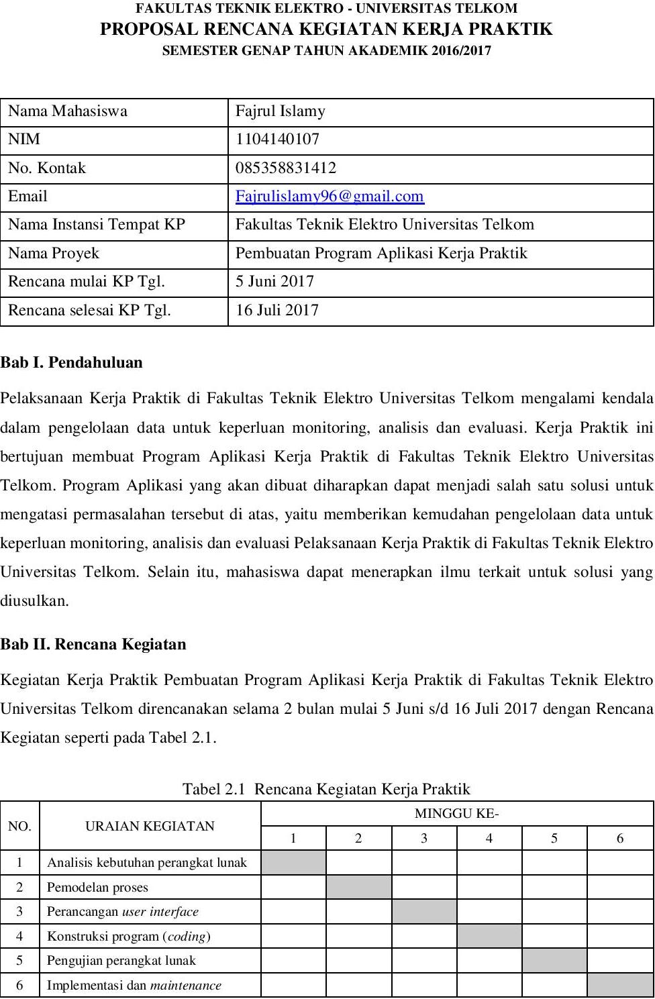 FAKULTAS TEKNIK ELEKTRO - UNIVERSITAS TELKOM
PROPOSAL RENCANA KEGIATAN KERJA PRAKTIK
SEMESTER GENAP TAHUN AKADEMIK 2016/2017
Nama Mahasiswa Fajrul Islamy
NIM 1104140107
No. Kontak 085358831412
Email Fajrulislamy96@gmail.com
Nama Instansi Tempat KP Fakultas Teknik Elektro Universitas Telkom
Nama Proyek Pembuatan Program Aplikasi Kerja Praktik
Rencana mulai KP Tgl. 5 Juni 2017
Rencana selesai KP Tgl. 16 Juli 2017
Bab I. Pendahuluan
Pelaksanaan Kerja Praktik di Fakultas Teknik Elektro Universitas Telkom mengalami kendala
dalam pengelolaan data untuk keperluan monitoring, analisis dan evaluasi. Kerja Praktik ini
bertujuan membuat Program Aplikasi Kerja Praktik di Fakultas Teknik Elektro Universitas
Telkom. Program Aplikasi yang akan dibuat diharapkan dapat menjadi salah satu solusi untuk
mengatasi permasalahan tersebut di atas, yaitu memberikan kemudahan pengelolaan data untuk
keperluan monitoring, analisis dan evaluasi Pelaksanaan Kerja Praktik di Fakultas Teknik Elektro
Universitas Telkom. Selain itu, mahasiswa dapat menerapkan ilmu terkait untuk solusi yang
diusulkan.
Bab II. Rencana Kegiatan
Kegiatan Kerja Praktik Pembuatan Program Aplikasi Kerja Praktik di Fakultas Teknik Elektro
Universitas Telkom direncanakan selama 2 bulan mulai 5 Juni s/d 16 Juli 2017 dengan Rencana
Kegiatan seperti pada Tabel 2.1.
Tabel 2.1 Rencana Kegiatan Kerja Praktik
NO. URAIAN KEGIATAN MINGGU KE-
1 2 3 4 5 6
1 Analisis kebutuhan perangkat lunak
2 Pemodelan proses
3 Perancangan user interface
4 Konstruksi program (coding)
5 Pengujian perangkat lunak
6 Implementasi dan maintenance